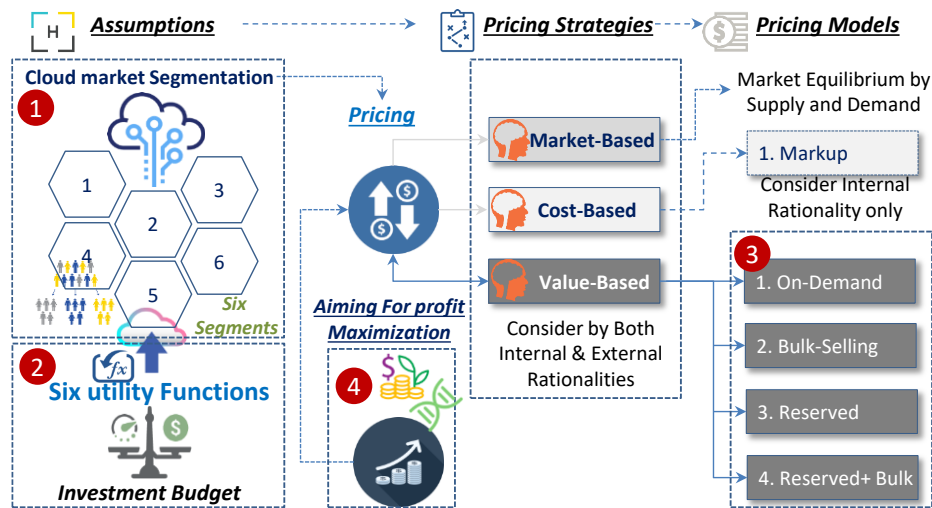 H
Assumptions
Pricing Strategies
$
Pricing Models
Cloud market Segmentation
1
1
2
3
4
5
6
Six
Segments
2
fx
Six utility Functions
$
Investment Budget
Pricing
$
$
Aiming For profit
Maximization
4
$
Market-Based
Cost-Based
Value-Based
Consider by Both
Internal & External
Rationalities
Market Equilibrium by
Supply and Demand
1. Markup
Consider Internal
Rationality only
3
1. On-Demand
2. Bulk-Selling
3. Reserved
4. Reserved+ Bulk